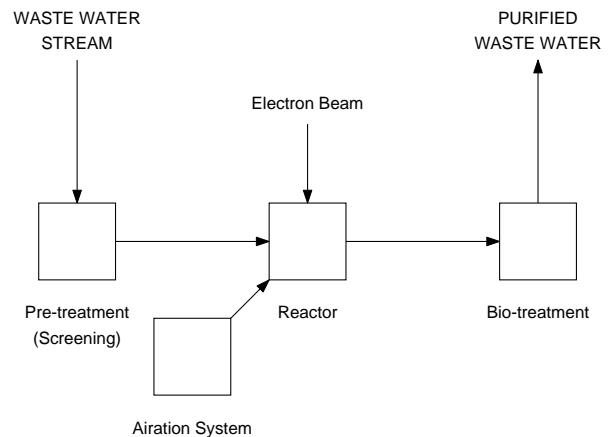 WASTE WATER
STREAM
PURIFIED
WASTE WATER
Electron Beam
Pre-treatment
(Screening)
Reactor
Bio-treatment
Airation System